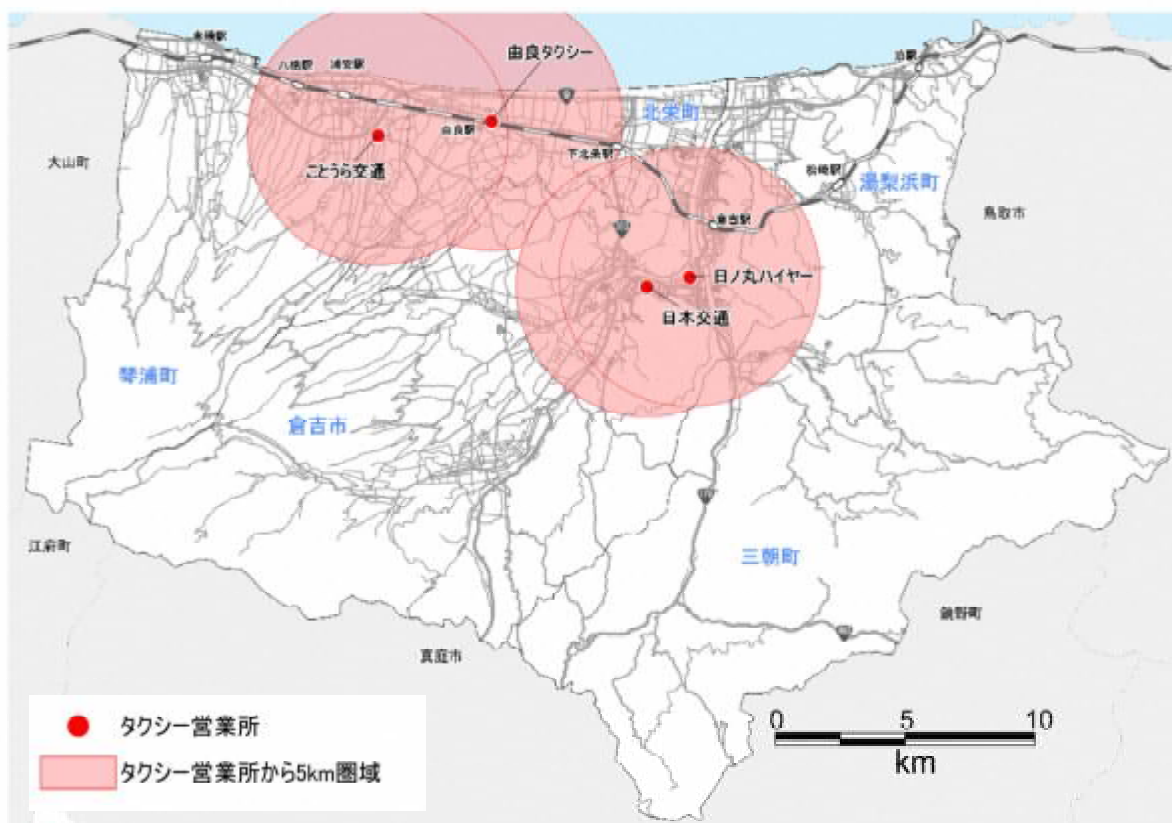 赤碕駅
八橋駅
浦安駅
由良タクシー
泊駅
北栄町
由良駅
大山町
ことうら交通
下北条駅
松崎駅
湯梨浜町
鳥取市
倉吉駅
日ノ丸ハイヤー
日本交通
琴浦町
倉吉市
江府町
三朝町
鏡野町
真庭市
タクシー営業所
タクシー営業所から5km圏域
0 5 10
km